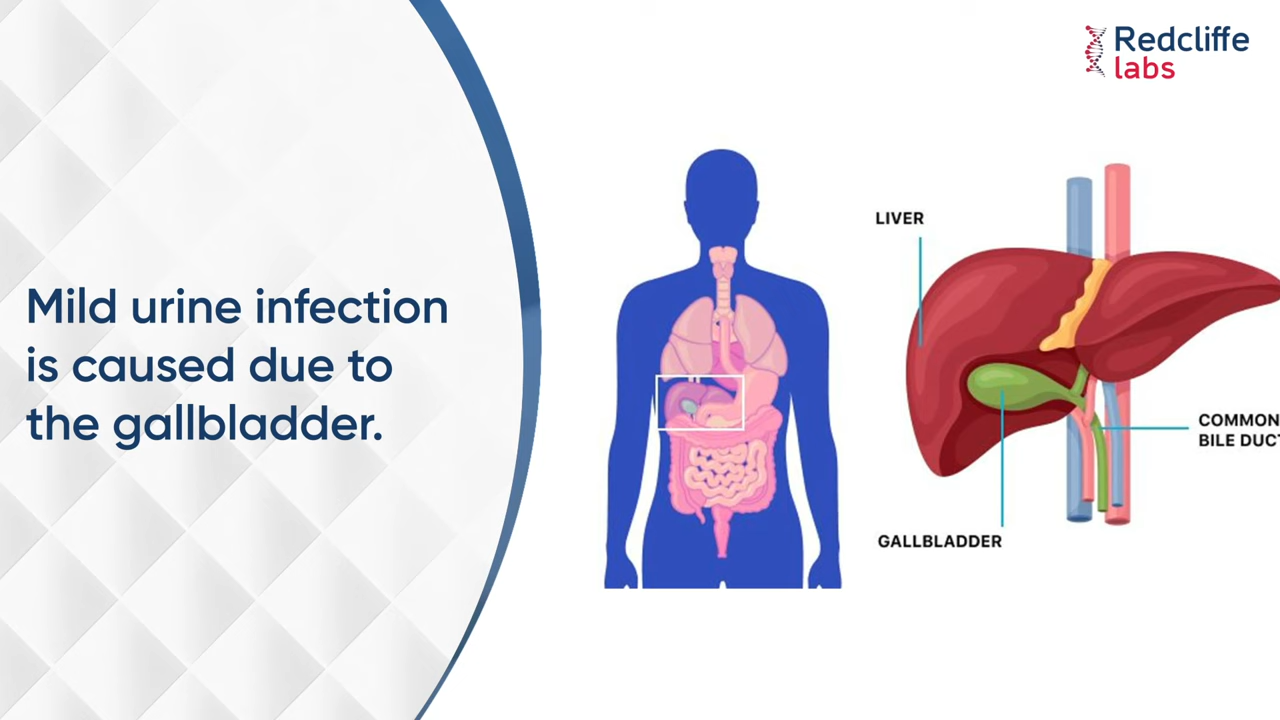 Redcliffe
labs
Mild urine infection
is caused due to
the gallbladder.
LIVER
COMMON
BILE DUCT
GALLBLADDER